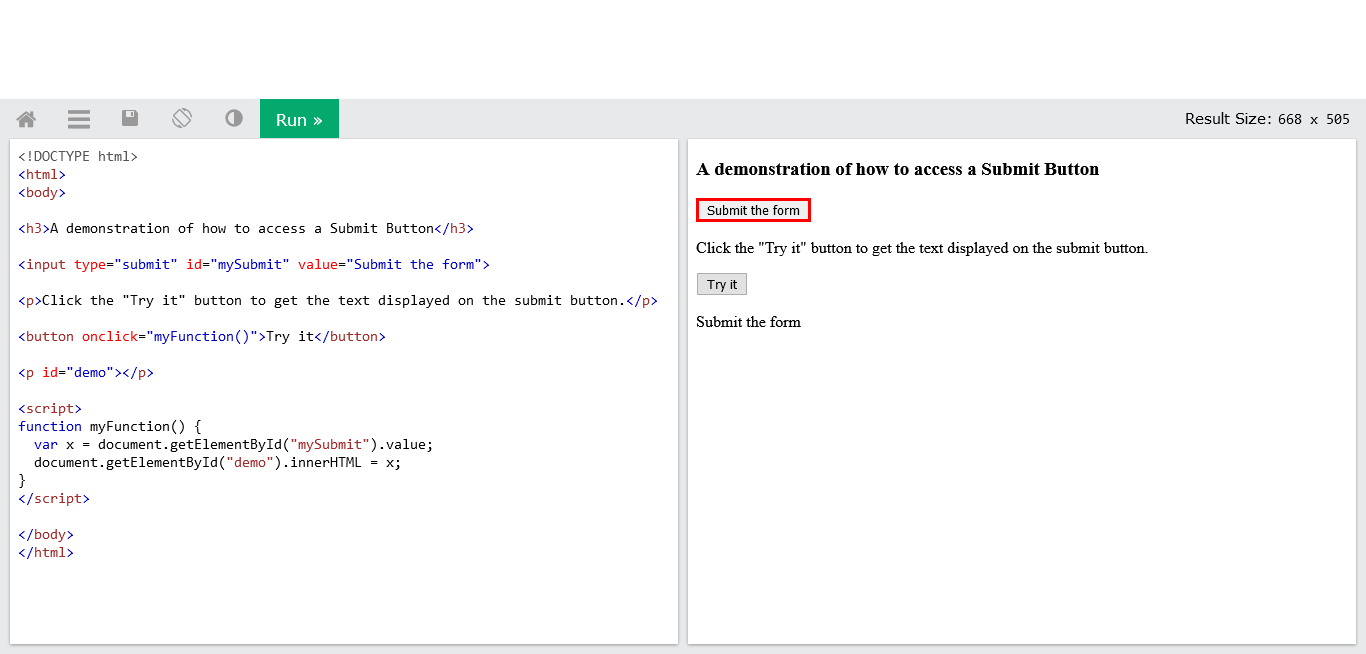 Run »
Result Size: 668 x 505
<!DOCTYPE html>
<html>
<body>
<h3>A demonstration of how to access a Submit Button</h3>
<input type="submit" id="mySubmit" value="Submit the form">
<p>Click the "Try it" button to get the text displayed on the submit button.</p>
<button onclick="myFunction()">Try it</button>
<p id="demo"></p>
<script>
function myFunction() {
  var x = document.getElementById("mySubmit").value;
  document.getElementById("demo").innerHTML = x;
}
</script>
</body>
</html>
A demonstration of how to access a Submit Button
Submit the form
Click the "Try it" button to get the text displayed on the submit button.
Try it
Submit the form